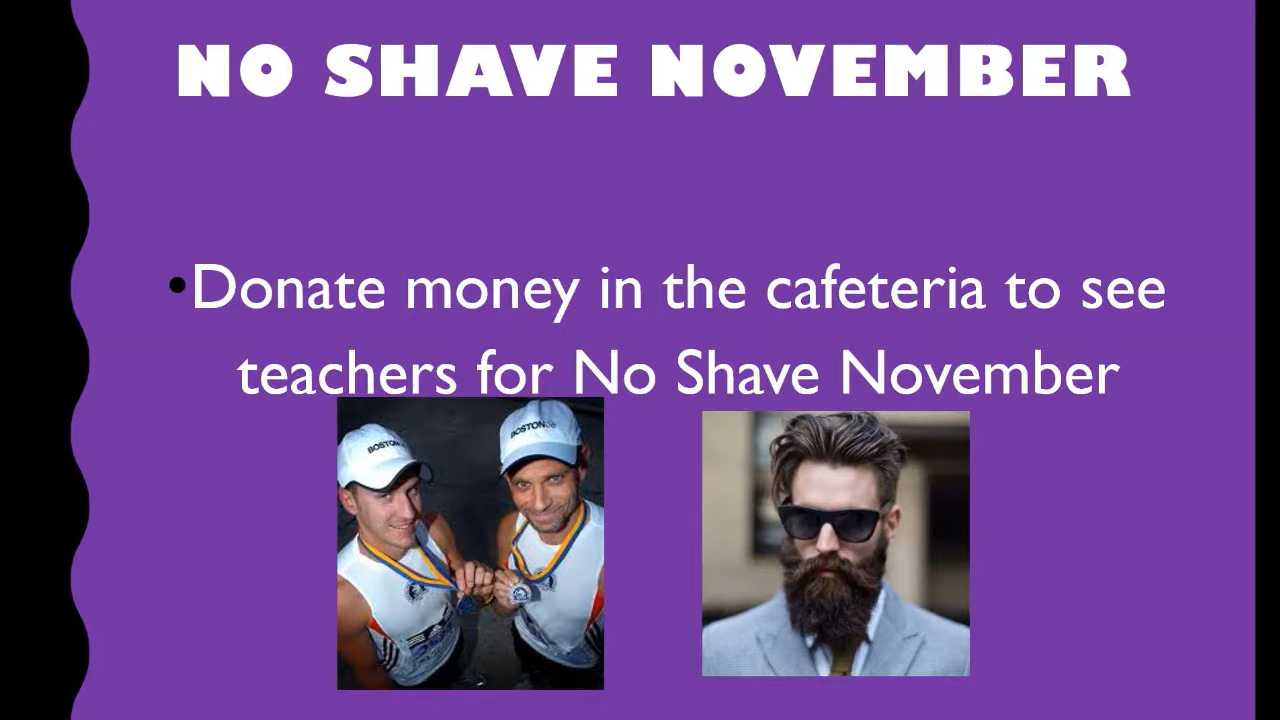 NO SHAVE NOVEMBER
•Donate money in the cafeteria to see
teachers for No Shave November
BOSTON
BOSTON